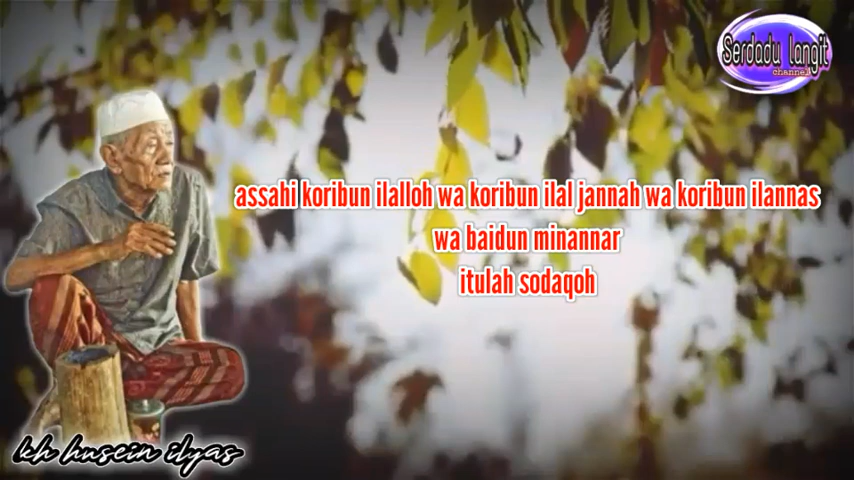 Serdadu langit
channel
assahi koribun ilalloh wa koribun ilal jannah wa koribun ilannas
wa baidun minannar
itulah sodaqoh
kh husein ilyas